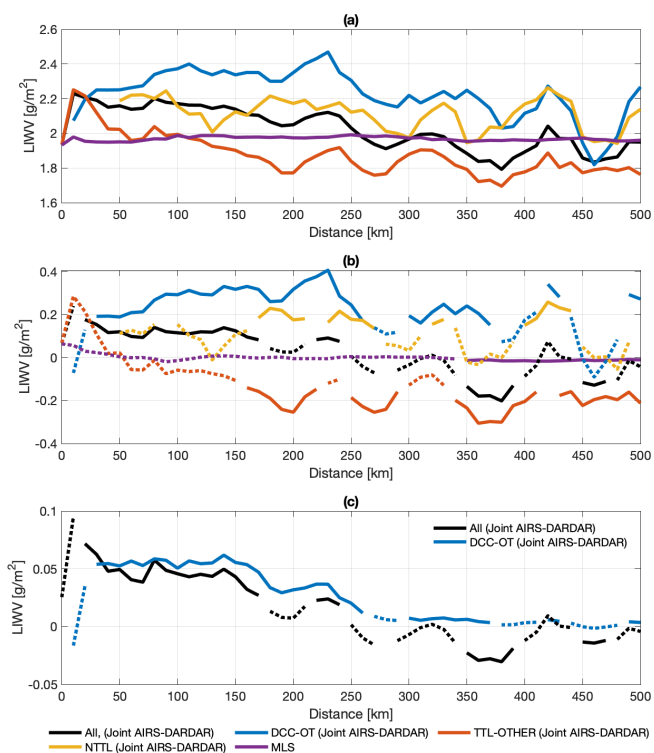 (a)
2.6
2.4
2.2
2
1.8
1.6
LIWV [g/m²]
0 50 100 150 200 250 300 350 400 450 500
Distance [km]
(b)
0.4
0.2
0
-0.2
-0.4
LIWV [g/m²]
0 50 100 150 200 250 300 350 400 450 500
Distance [km]
(c)
0.1
0.05
0
-0.05
LIWV [g/m²]
All (Joint AIRS-DARDAR)
DCC-OT (Joint AIRS-DARDAR)
0 50 100 150 200 250 300 350 400 450 500
Distance [km]
All, (Joint AIRS-DARDAR) DCC-OT (Joint AIRS-DARDAR) TTL-OTHER (Joint AIRS-DARDAR)
NTTL (Joint AIRS-DARDAR) MLS